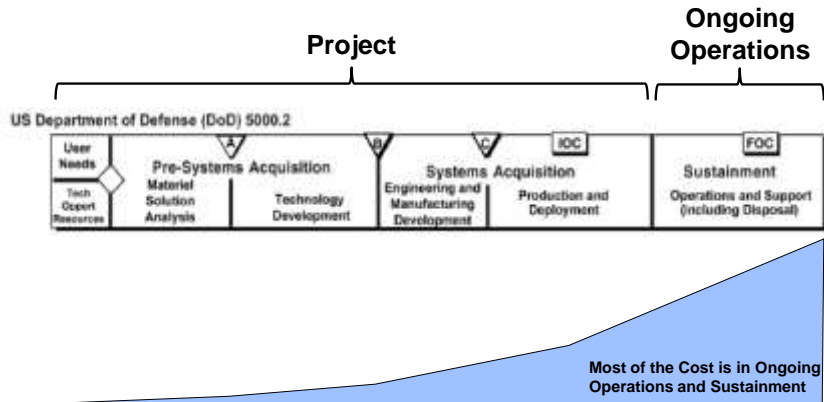 Project
Ongoing
Operations
US Department of Defense (DoD) 5000.2
User
Needs
Tech
Opport
Resources
A
B
C
IOC
FOC
Pre-Systems Acquisition
Materiel
Solution
Analysis
Technology
Development
Systems Acquisition
Engineering and
Manufacturing
Development
Production and
Deployment
Sustainment
Operations and Support
(Including Disposal)
Most of the Cost is in Ongoing
Operations and Sustainment